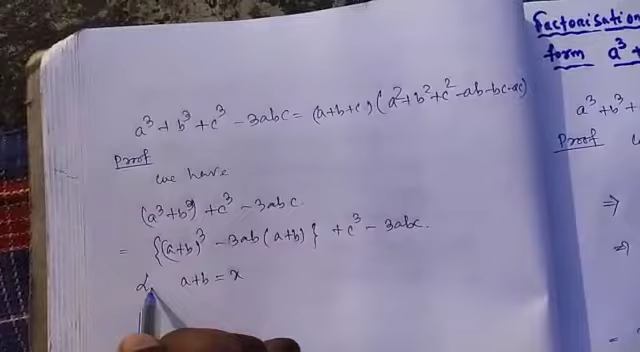 a³ + b³ + c³ - 3abc = (a+b+c) (a² + b² + c² - ab - bc - ac)
Proof
we have
(a³+b³) + c³ - 3abc.
= {(a+b)³ - 3ab(a+b)} + c³ - 3abc.
a+b = x
Factorisation
form a³ +
a³ + b³ +
Proof
⇒
⇒
=